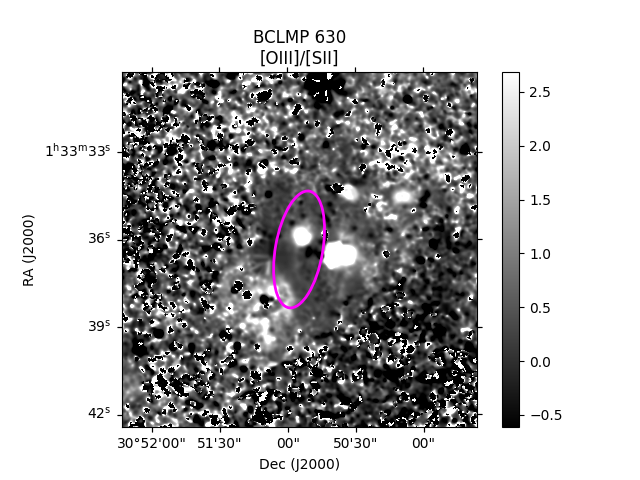 BCLMP 630
[OIII]/[SII]
2.5
2.0
1.5
1.0
0.5
0.0
−0.5
RA (J2000)
1ʰ33ᵐ33ˢ
36ˢ
39ˢ
42ˢ
30°52'00" 51'30" 00" 50'30" 00"
Dec (J2000)